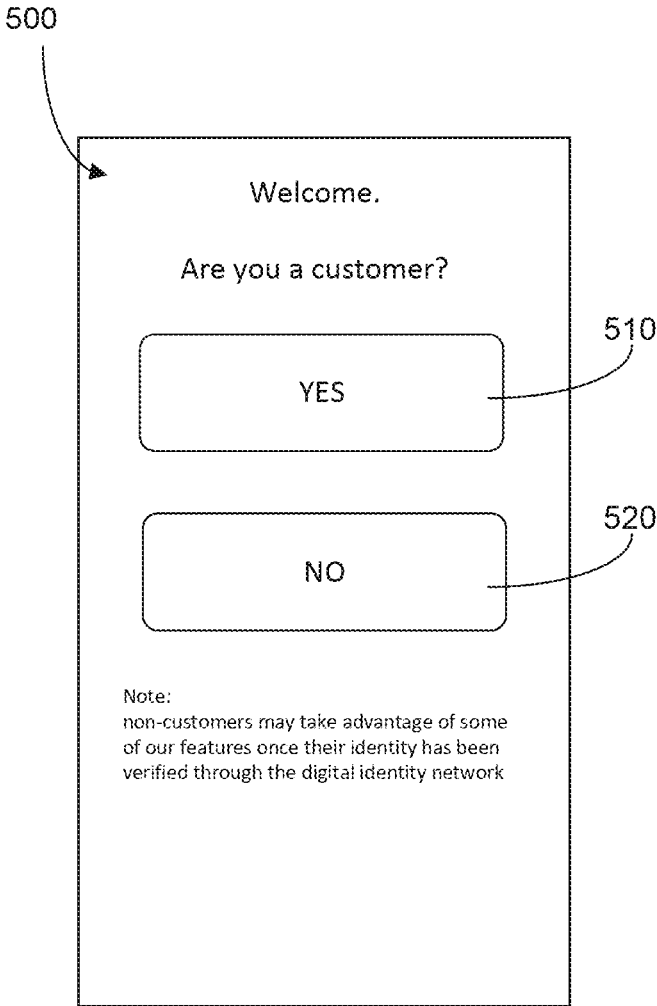 500
Welcome.
Are you a customer?
510
YES
520
NO
Note:
non-customers may take advantage of some
of our features once their identity has been
verified through the digital identity network